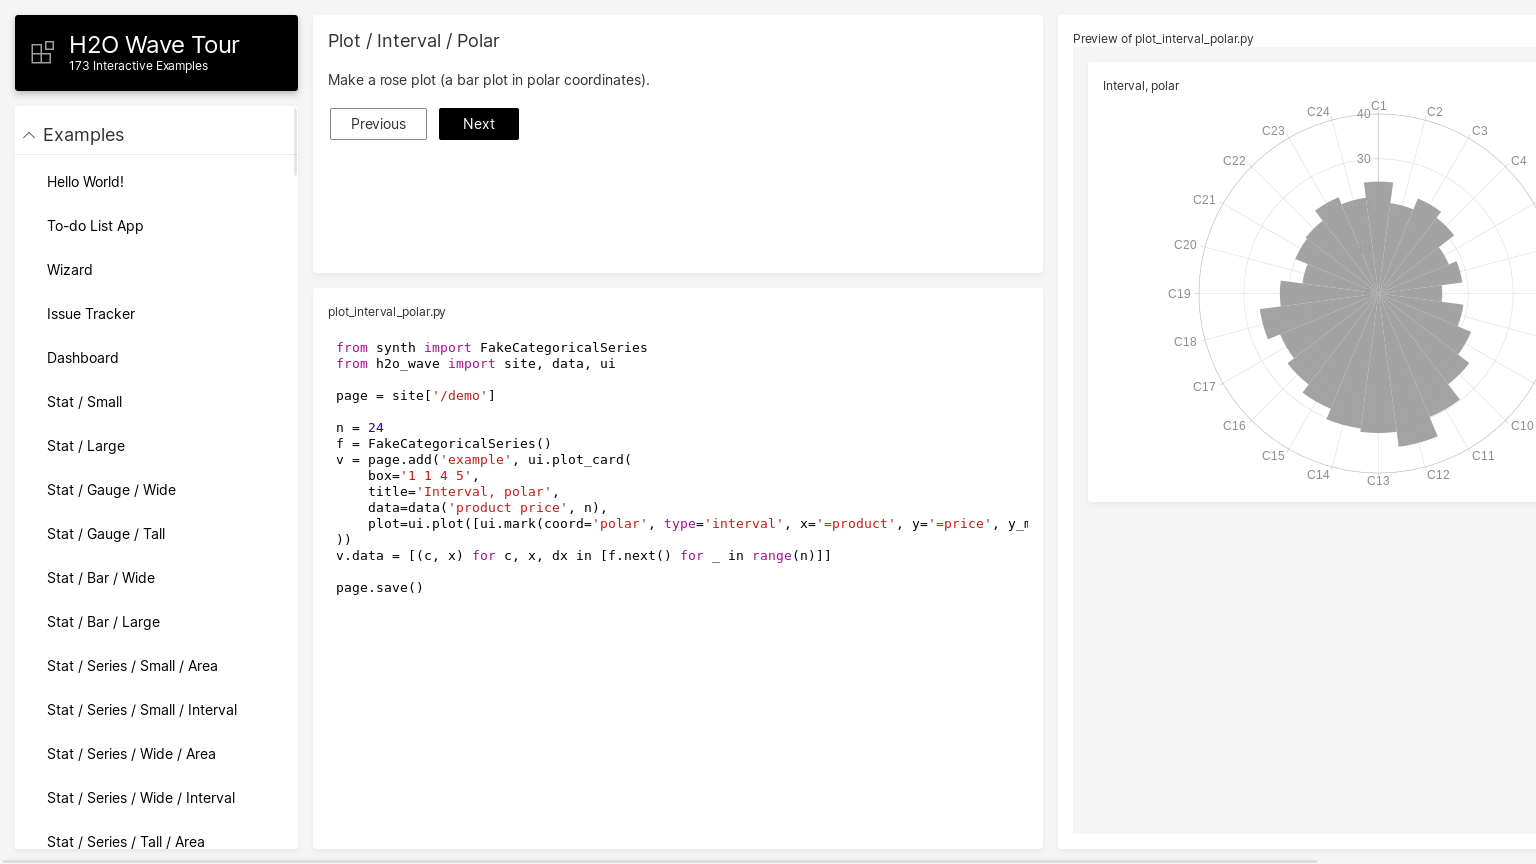 H2O Wave Tour
173 Interactive Examples
Examples
Hello World!
To-do List App
Wizard
Issue Tracker
Dashboard
Stat / Small
Stat / Large
Stat / Gauge / Wide
Stat / Gauge / Tall
Stat / Bar / Wide
Stat / Bar / Large
Stat / Series / Small / Area
Stat / Series / Small / Interval
Stat / Series / Wide / Area
Stat / Series / Wide / Interval
Stat / Series / Tall / Area
Plot / Interval / Polar
Make a rose plot (a bar plot in polar coordinates).
Previous
Next
plot_interval_polar.py
from synth import FakeCategoricalSeries
from h2o_wave import site, data, ui
page = site['/demo']
n = 24
f = FakeCategoricalSeries()
v = page.add('example', ui.plot_card(
    box='1 1 4 5',
    title='Interval, polar',
    data=data('product price', n),
    plot=ui.plot([ui.mark(coord='polar', type='interval', x='=product', y='=price', y_m
))
v.data = [(c, x) for c, x, dx in [f.next() for _ in range(n)]]
page.save()
Preview of plot_interval_polar.py
Interval, polar
C1
C2
C3
C4
C10
C11
C12
C13
C14
C15
C16
C17
C18
C19
C20
C21
C22
C23
C24
40
30